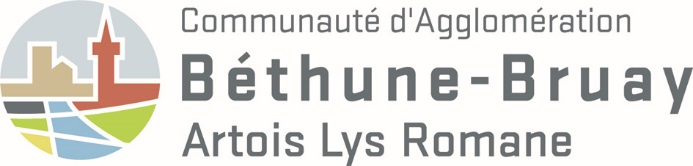 Communauté d'Agglomération
Béthune-Bruay
Artois Lys Romane